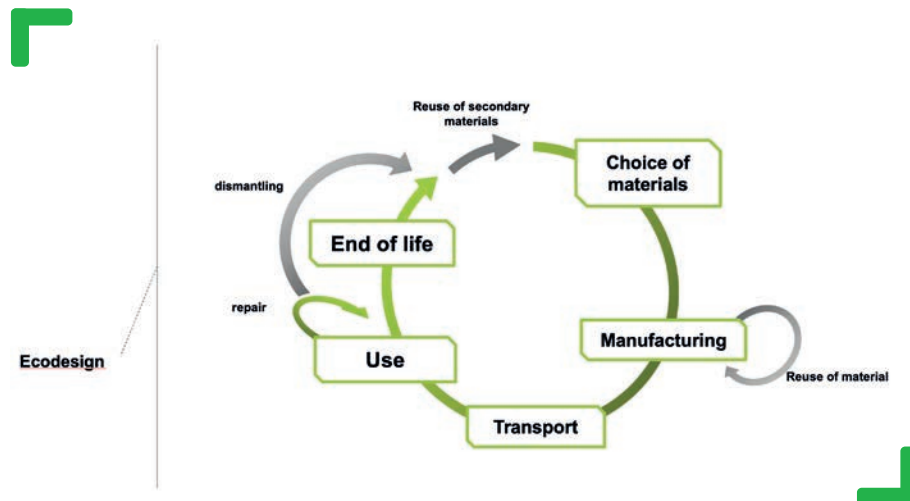 Reuse of secondary
materials
Choice of
materials
dismantling
End of life
repair
Manufacturing
Use
Ecodesign
Reuse of material
Transport